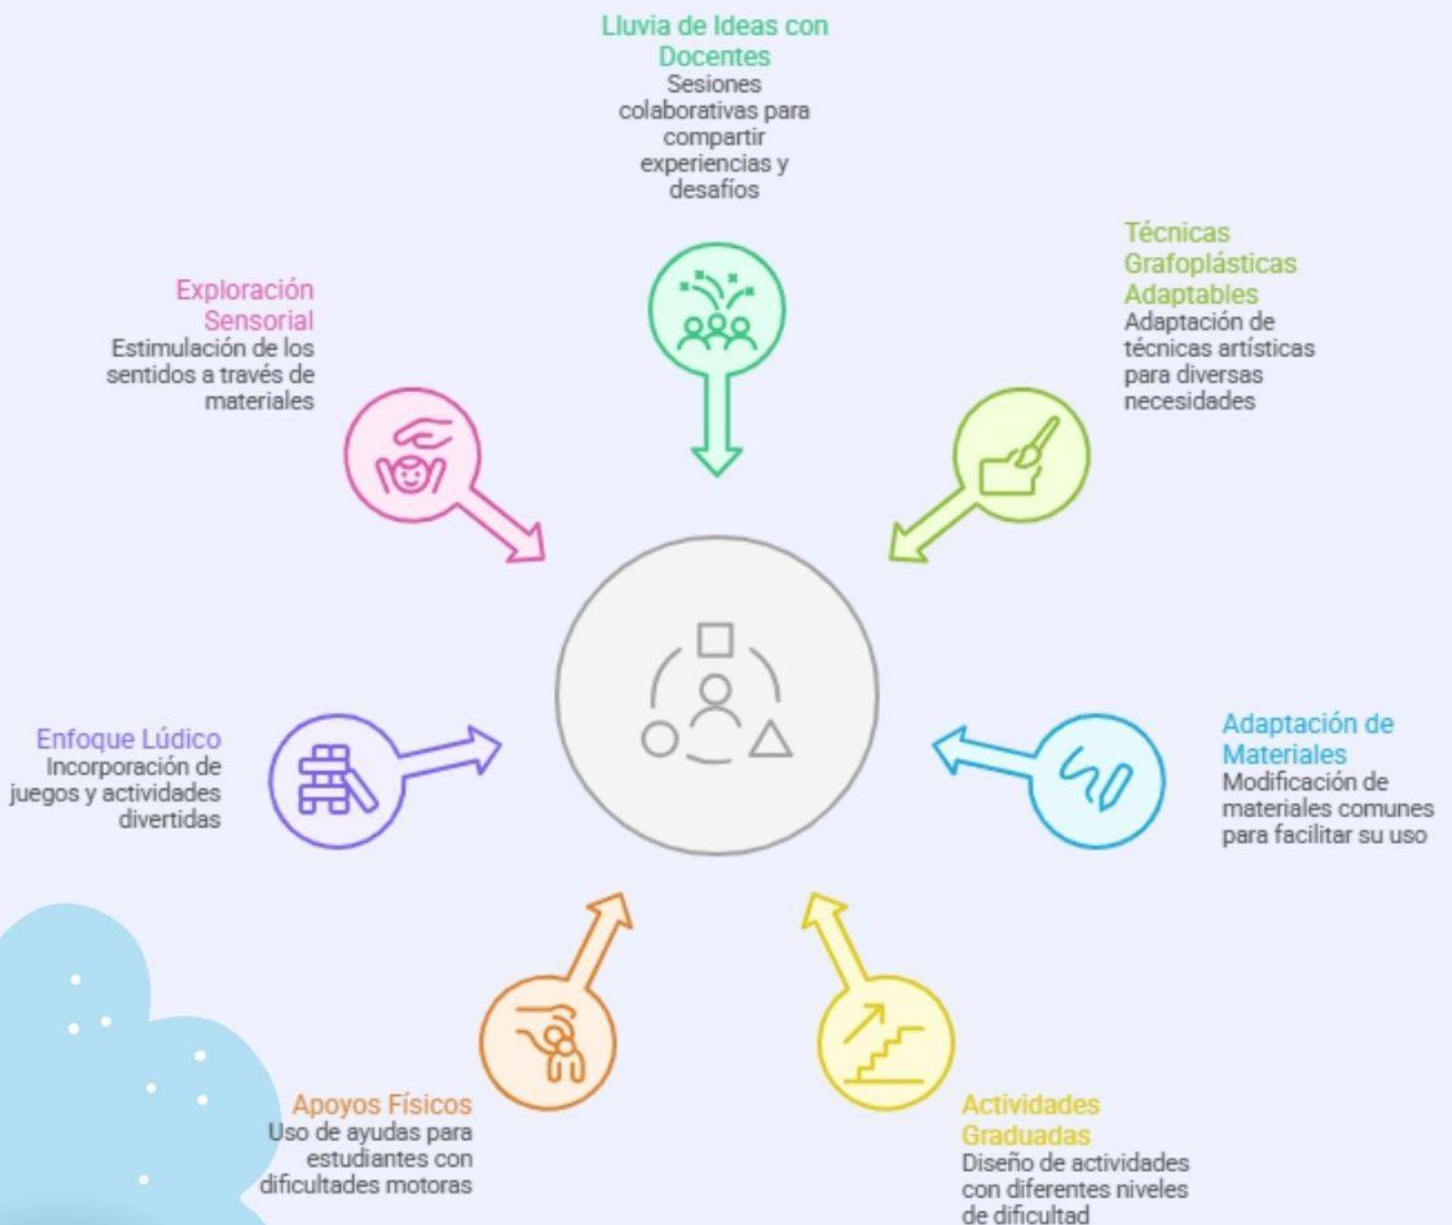 Lluvia de Ideas con
Docentes
Sesiones
colaborativas para
compartir
experiencias y
desafíos
Técnicas
Grafoplásticas
Adaptables
Adaptación de
técnicas artísticas
para diversas
necesidades
Exploración
Sensorial
Estimulación de los
sentidos a través de
materiales
Adaptación de
Materiales
Modificación de
materiales comunes
para facilitar su uso
Enfoque Lúdico
Incorporación de
juegos y actividades
divertidas
Apoyos Físicos
Uso de ayudas para
estudiantes con
dificultades motoras
Actividades
Graduadas
Diseño de actividades
con diferentes niveles
de dificultad